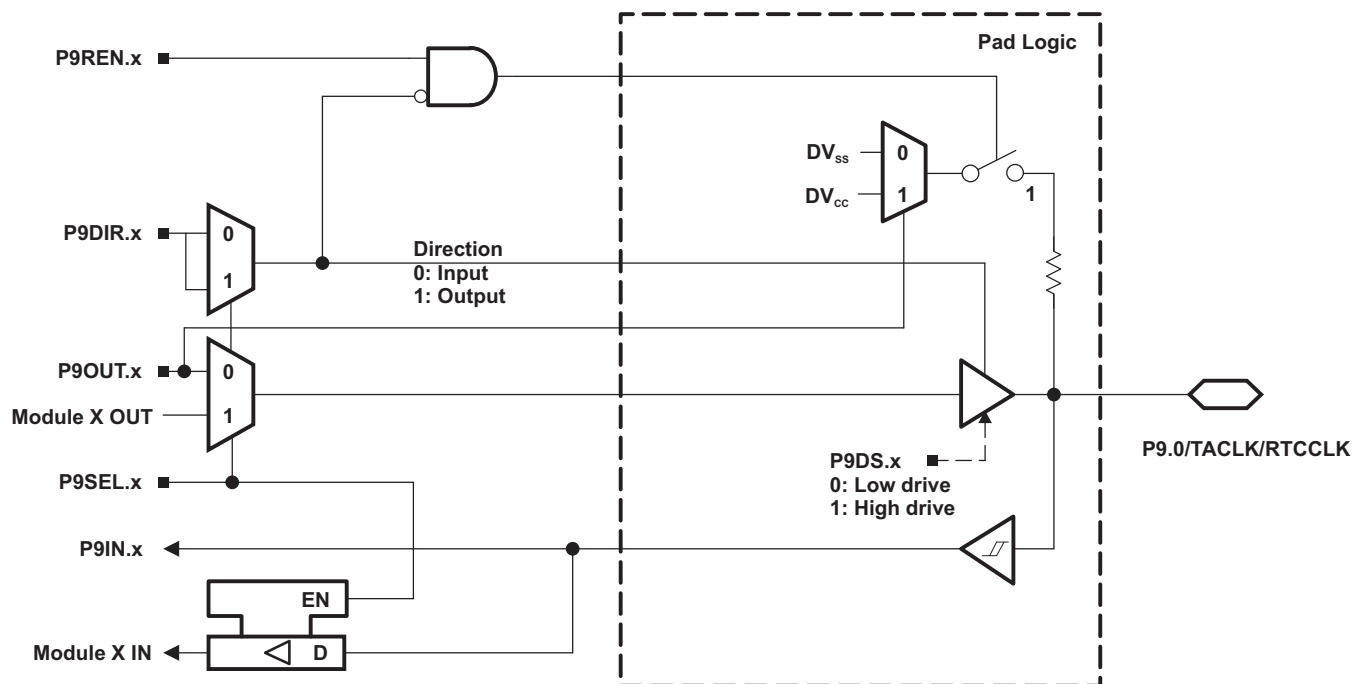 Pad Logic
P9REN.x
DVSS
0
DVCC
1
1
P9DIR.x
0
1
Direction
0: Input
1: Output
P9OUT.x
0
Module X OUT
1
P9.0/TACLK/RTCCLK
P9DS.x
0: Low drive
1: High drive
P9SEL.x
P9IN.x
EN
Module X IN
D